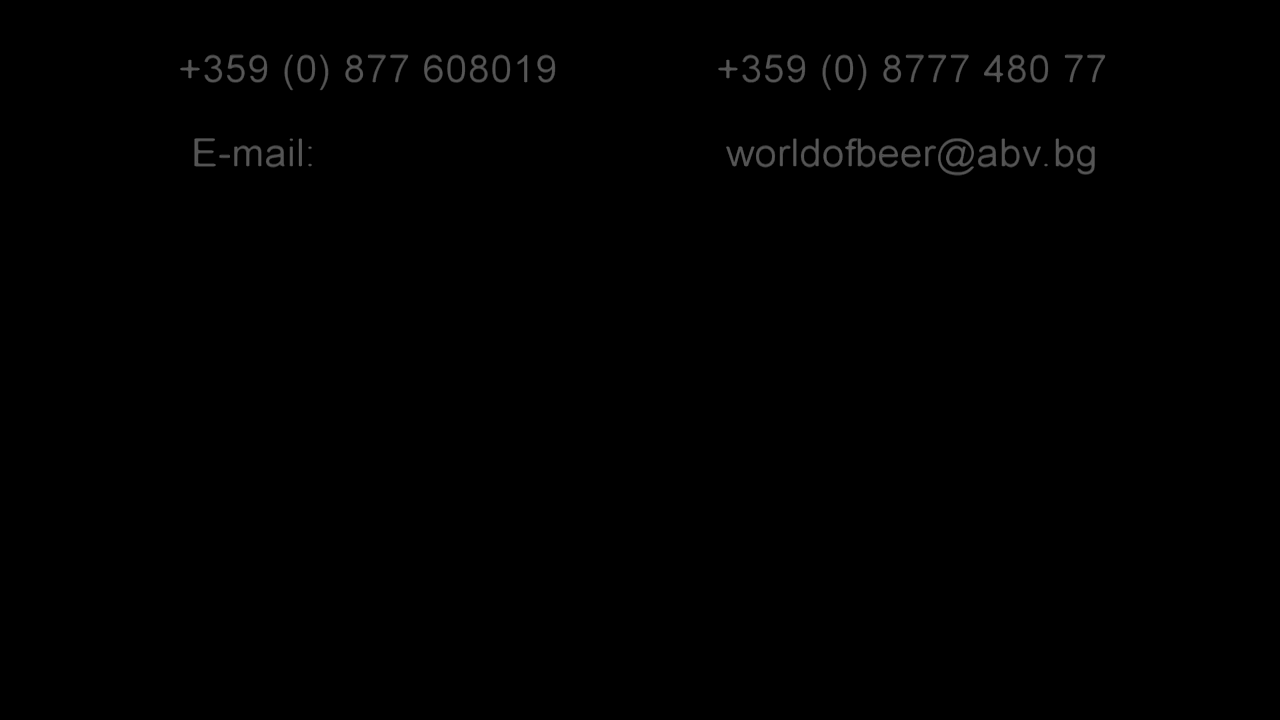 +359 (0) 877 608019 +359 (0) 8777 480 77
E-mail: worldofbeer@abv.bg